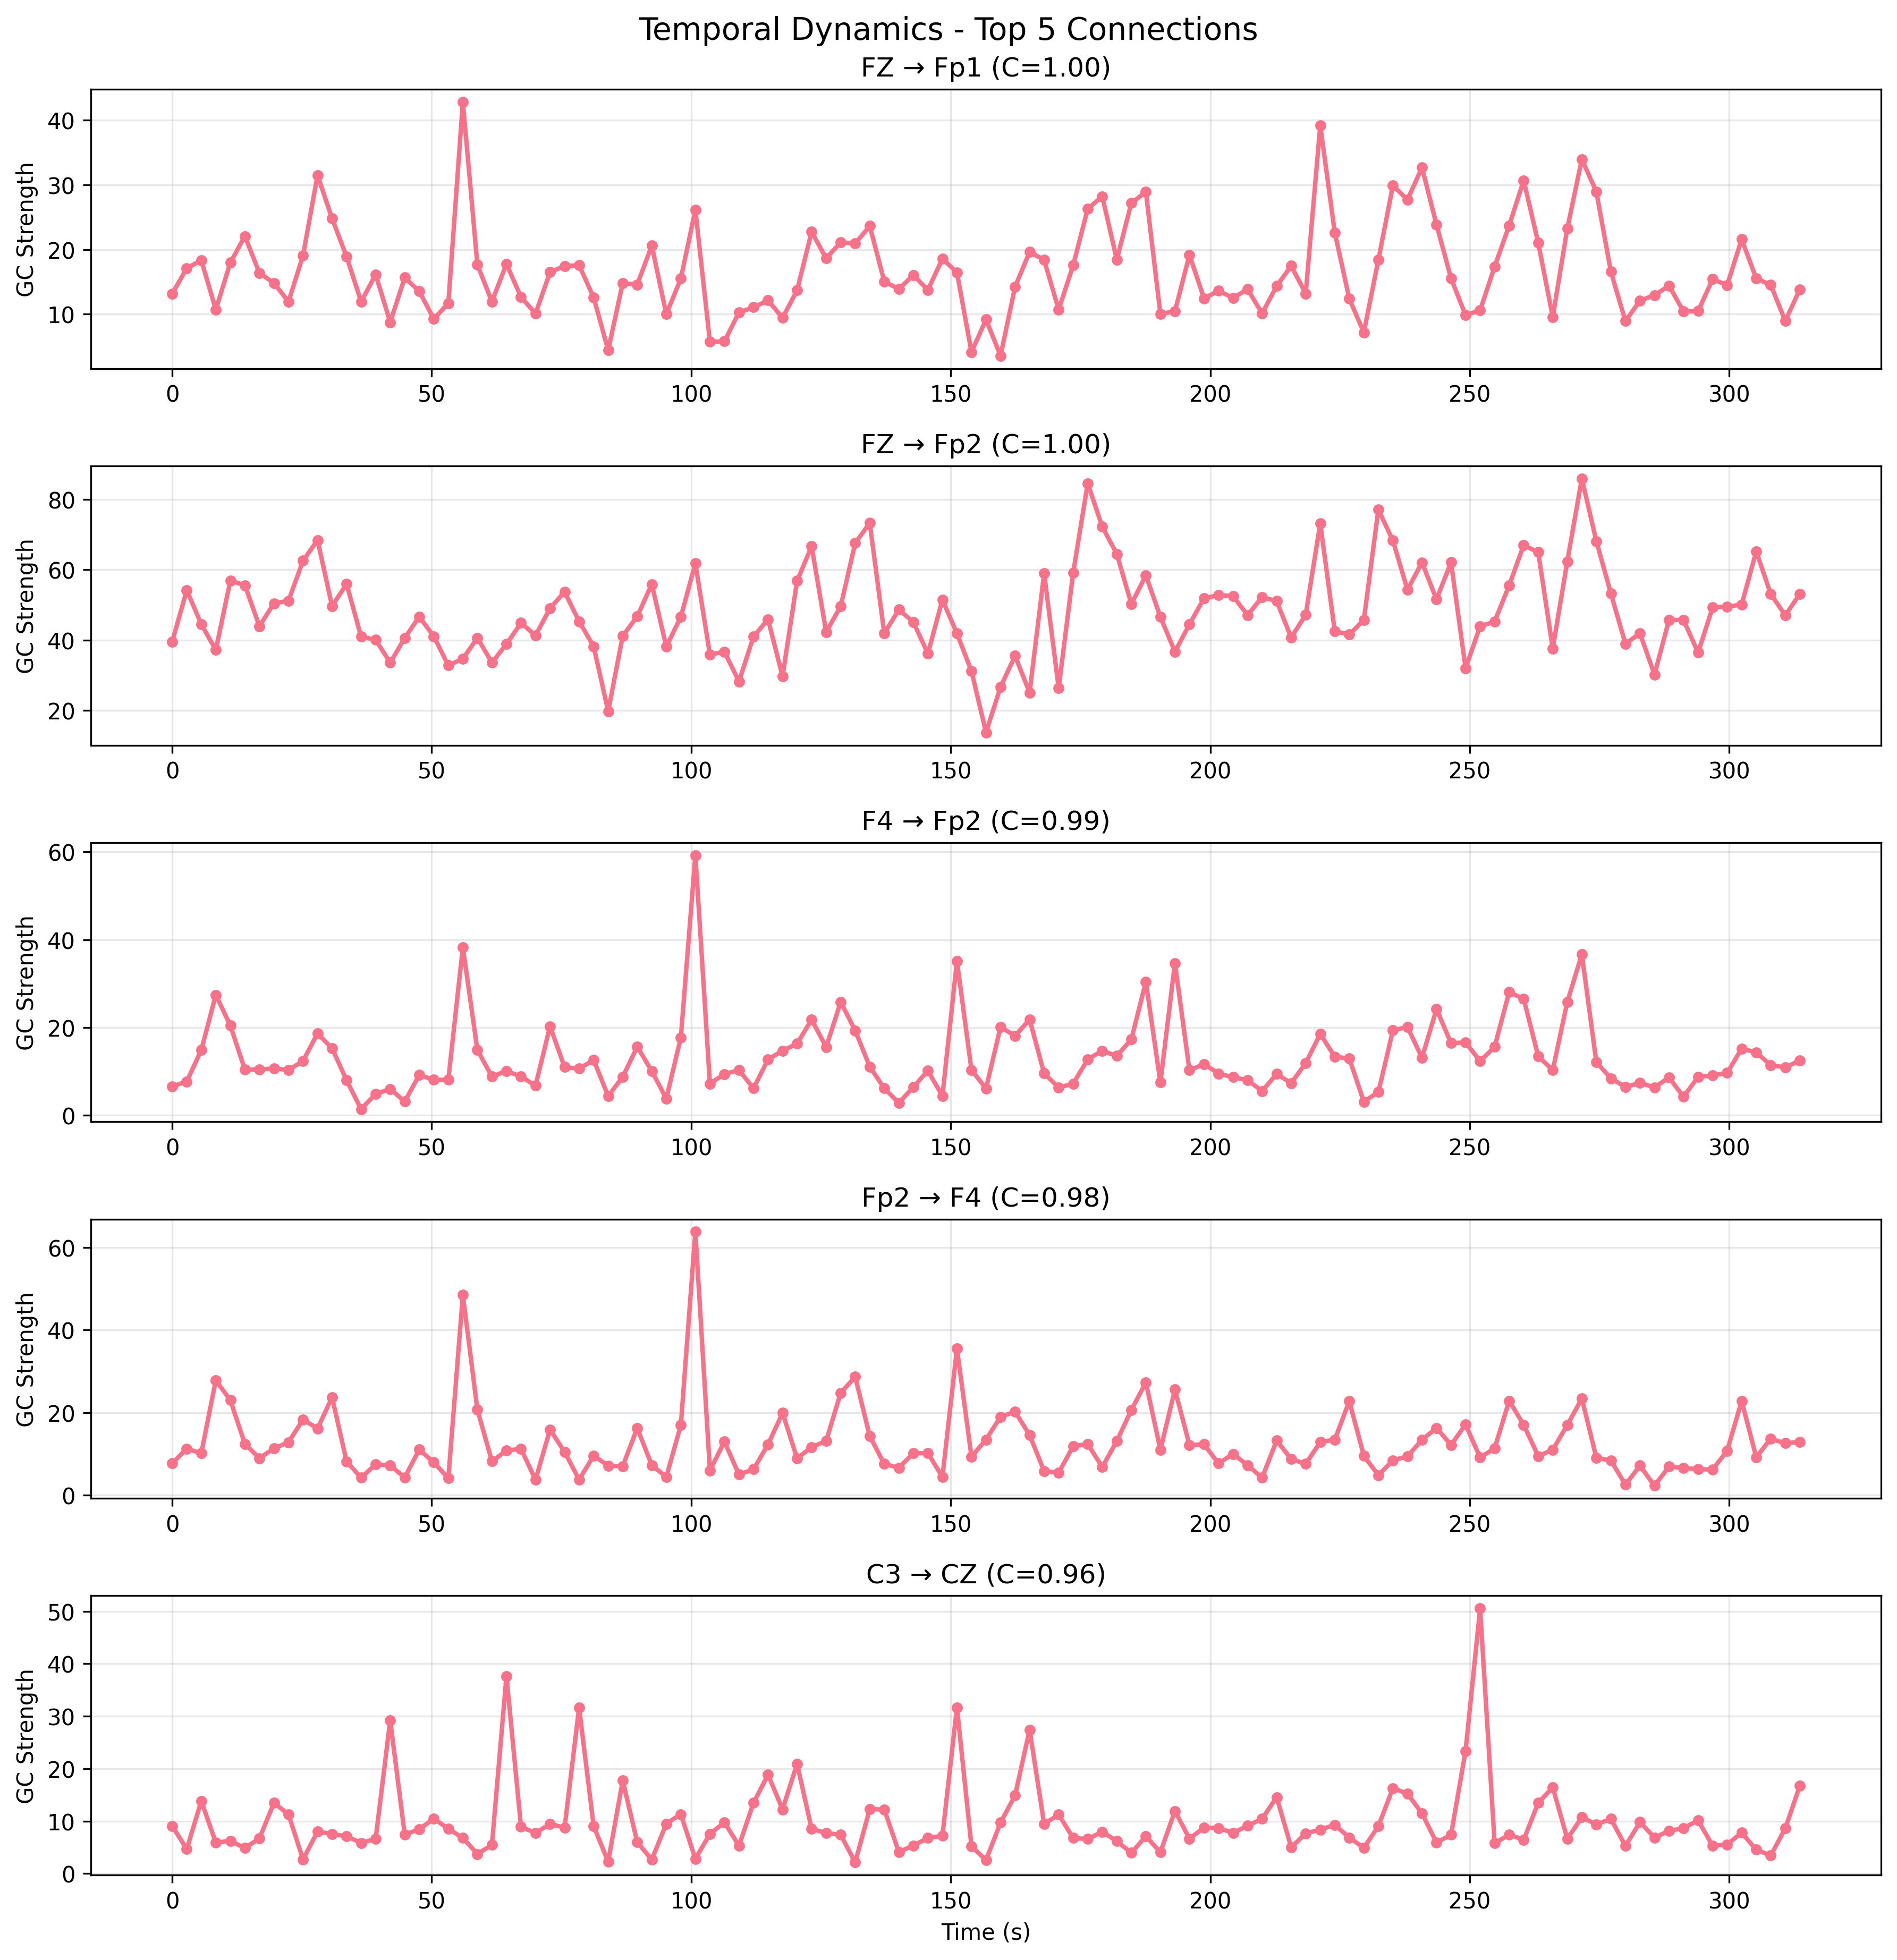 Temporal Dynamics - Top 5 Connections
FZ → Fp1 (C=1.00)
GC Strength
40
30
20
10
0 50 100 150 200 250 300
FZ → Fp2 (C=1.00)
GC Strength
80
60
40
20
0 50 100 150 200 250 300
F4 → Fp2 (C=0.99)
GC Strength
60
40
20
0
0 50 100 150 200 250 300
Fp2 → F4 (C=0.98)
GC Strength
60
40
20
0
0 50 100 150 200 250 300
C3 → CZ (C=0.96)
GC Strength
50
40
30
20
10
0
0 50 100 150 200 250 300
Time (s)